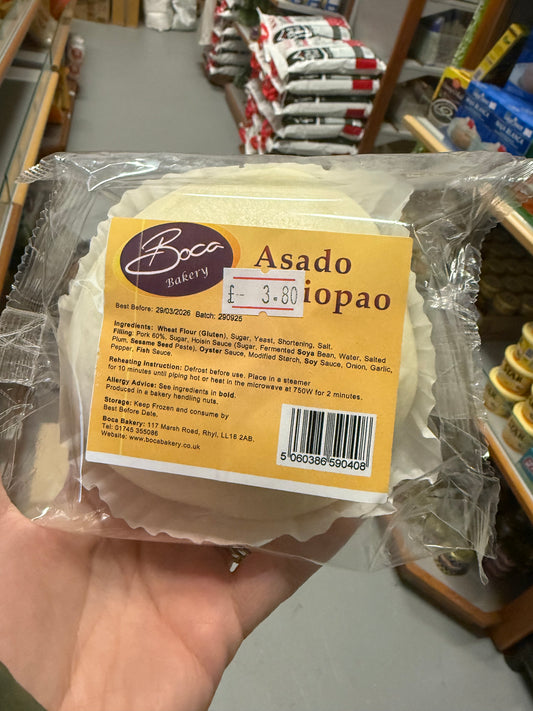 Boca
Bakery
Asado
iopao
£- 3.80
Best Before: 29/03/2026 Batch: 290925
Ingredients: Wheat Flour (Gluten), Sugar, Yeast, Shortening, Salt.
Filling: Pork 60%, Sugar, Hoisin Sauce (Sugar, Fermented Soya Bean, Water, Salted
Plum, Sesame Seed Paste), Oyster Sauce, Modified Starch, Soy Sauce, Onion, Garlic,
Pepper, Fish Sauce.
Reheating Instruction: Defrost before use. Place in a steamer
for 10 minutes until piping hot or heat in the microwave at 750W for 2 minutes.
Allergy Advice: See ingredients in bold.
Produced in a bakery handling nuts.
Storage: Keep Frozen and consume by
Best Before Date.
Boca Bakery: 117 Marsh Road, Rhyl, LL18 2AB.
Tel: 01745 355086
Website: www.bocabakery.co.uk
5 060386 590408